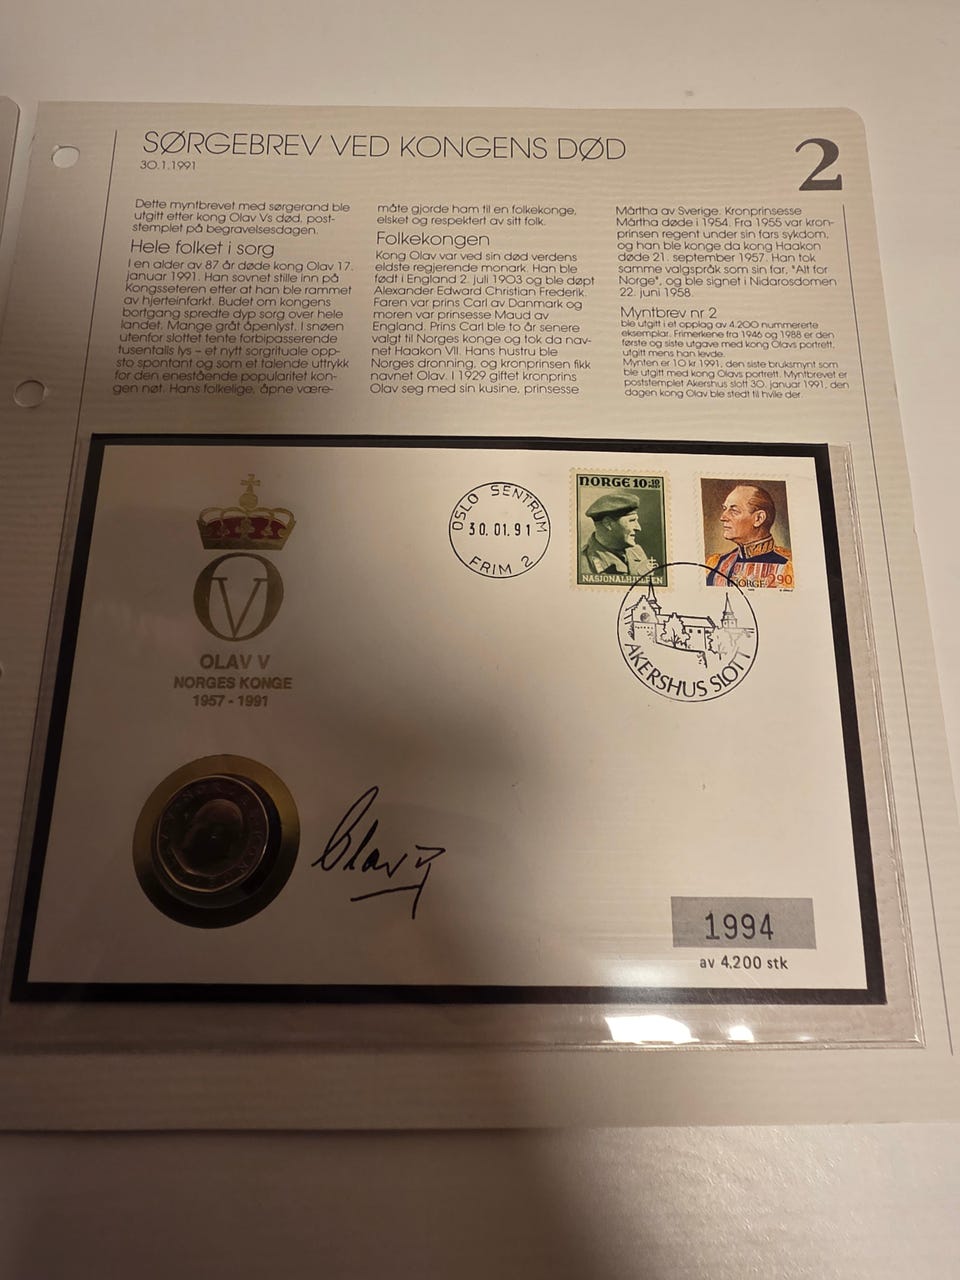 SØRGEBREV VED KONGENS DØD
30.1.1991
2
Dette myntbrevet med sørgerand ble
utgitt etter kong Olav Vs død, post-
stemplet på begravelsesdagen.
Hele folket i sorg
I en alder av 87 år døde kong Olav 17.
januar 1991. Han sovnet stille inn på
Kongsseteren etter at han ble rammet
av hjerteinfarkt. Budet om kongens
bortgang spredte dyp sorg over hele
landet. Mange gråt åpenlyst. I snøen
utenfor slottet tente forbipasserende
tusentalls lys – et nytt sorgrituale opp-
sto spontant og som et talende uttrykk
for den enestående popularitet kon-
gen nøt. Hans folkelige, åpne være-
måte gjorde ham til en folkekonge,
elsket og respektert av sitt folk.
Folkekongen
Kong Olav var ved sin død verdens
eldste regjerende monark. Han ble
født i England 2. juli 1903 og ble døpt
Alexander Edward Christian Frederik.
Faren var prins Carl av Danmark og
moren var prinsesse Maud av
England. Prins Carl ble to år senere
valgt til Norges konge og tok da nav-
net Haakon VII. Hans hustru ble
Norges dronning, og kronprinsen fikk
navnet Olav. I 1929 giftet kronprins
Olav seg med sin kusine, prinsesse
Märtha av Sverige. Kronprinsesse
Märtha døde i 1954. Fra 1955 var kron-
prinsen regent under sin fars sykdom,
og han ble konge da kong Haakon
døde 21. september 1957. Han tok
samme valgspråk som sin far, "Alt for
Norge", og ble signet i Nidarosdomen
22. juni 1958.
Myntbrev nr 2
ble utgitt i et opplag av 4.200 nummererte
eksemplar. Frimerkene fra 1946 og 1988 er den
første og siste utgave med kong Olavs portrett,
utgitt mens han levde.
Mynten er 10 kr 1991, den siste bruksmynt som
ble utgitt med kong Olavs portrett. Myntbrevet er
poststemplet Akershus slott 30. januar 1991, den
dagen kong Olav ble stedt til hvile der.
OLAV V
NORGES KONGE
1957 - 1991
OSLO SENTRUM
30.01.91
FRIM 2
NORGE 10+10
NASJONALHJELPEN
NORGE 290
AKERSHUS SLOTT
Olav V
1994
av 4.200 stk